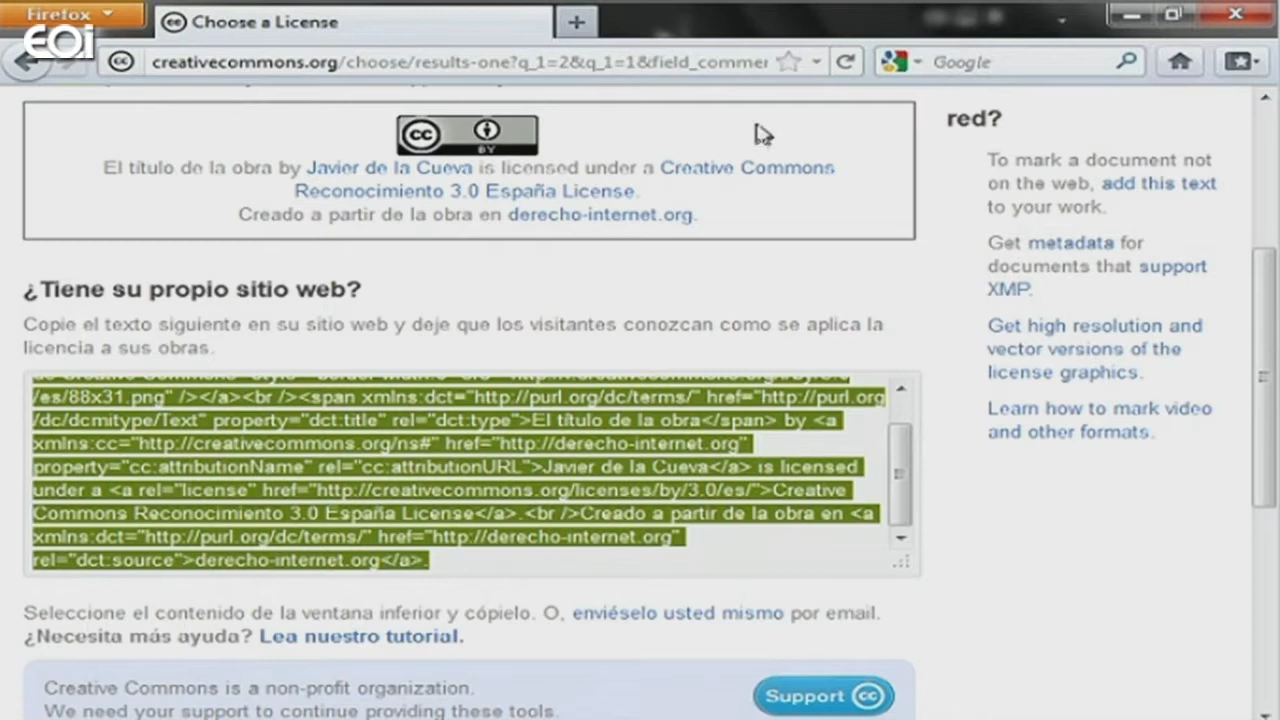 Firefox
EOi
Choose a License
creativecommons.org/choose/results-one?q_1=2&q_1=1&field_commer
Google
cc BY
El título de la obra by Javier de la Cueva is licensed under a Creative Commons
Reconocimiento 3.0 España License.
Creado a partir de la obra en derecho-internet.org.
¿Tiene su propio sitio web?
Copie el texto siguiente en su sitio web y deje que los visitantes conozcan como se aplica la
licencia a sus obras.
/es/88x31.png" /></a><br /><span xmlns:dct="http://purl.org/dc/terms/" href="http://purl.org
/dc/dcmitype/Text" property="dct:title" rel="dct:type">El título de la obra</span> by <a
xmlns:cc="http://creativecommons.org/ns#" href="http://derecho-internet.org"
property="cc:attributionName" rel="cc:attributionURL">Javier de la Cueva</a> is licensed
under a <a rel="license" href="http://creativecommons.org/licenses/by/3.0/es/">Creative
Commons Reconocimiento 3.0 España License</a>.<br />Creado a partir de la obra en <a
xmlns:dct="http://purl.org/dc/terms/" href="http://derecho-internet.org"
rel="dct:source">derecho-internet.org</a>.
Seleccione el contenido de la ventana inferior y cópielo. O, enviéselo usted mismo por email.
¿Necesita más ayuda? Lea nuestro tutorial.
Creative Commons is a non-profit organization.
We need your support to continue providing these tools.
Support cc
red?
To mark a document not
on the web, add this text
to your work.
Get metadata for
documents that support
XMP.
Get high resolution and
vector versions of the
license graphics.
Learn how to mark video
and other formats.